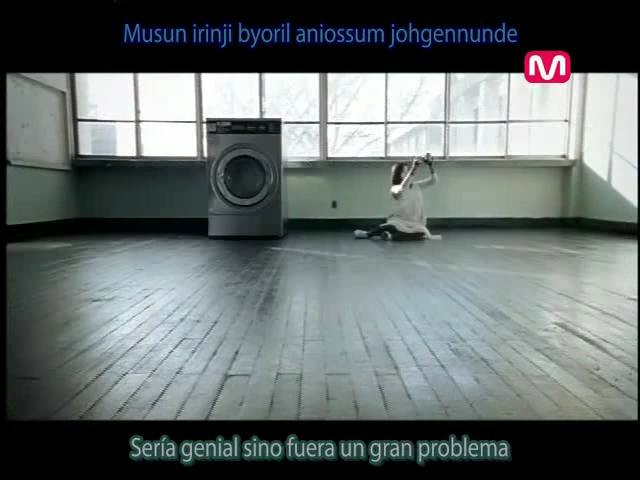 Musun irinji byoril aniossum johgennunde
M
Sería genial sino fuera un gran problema